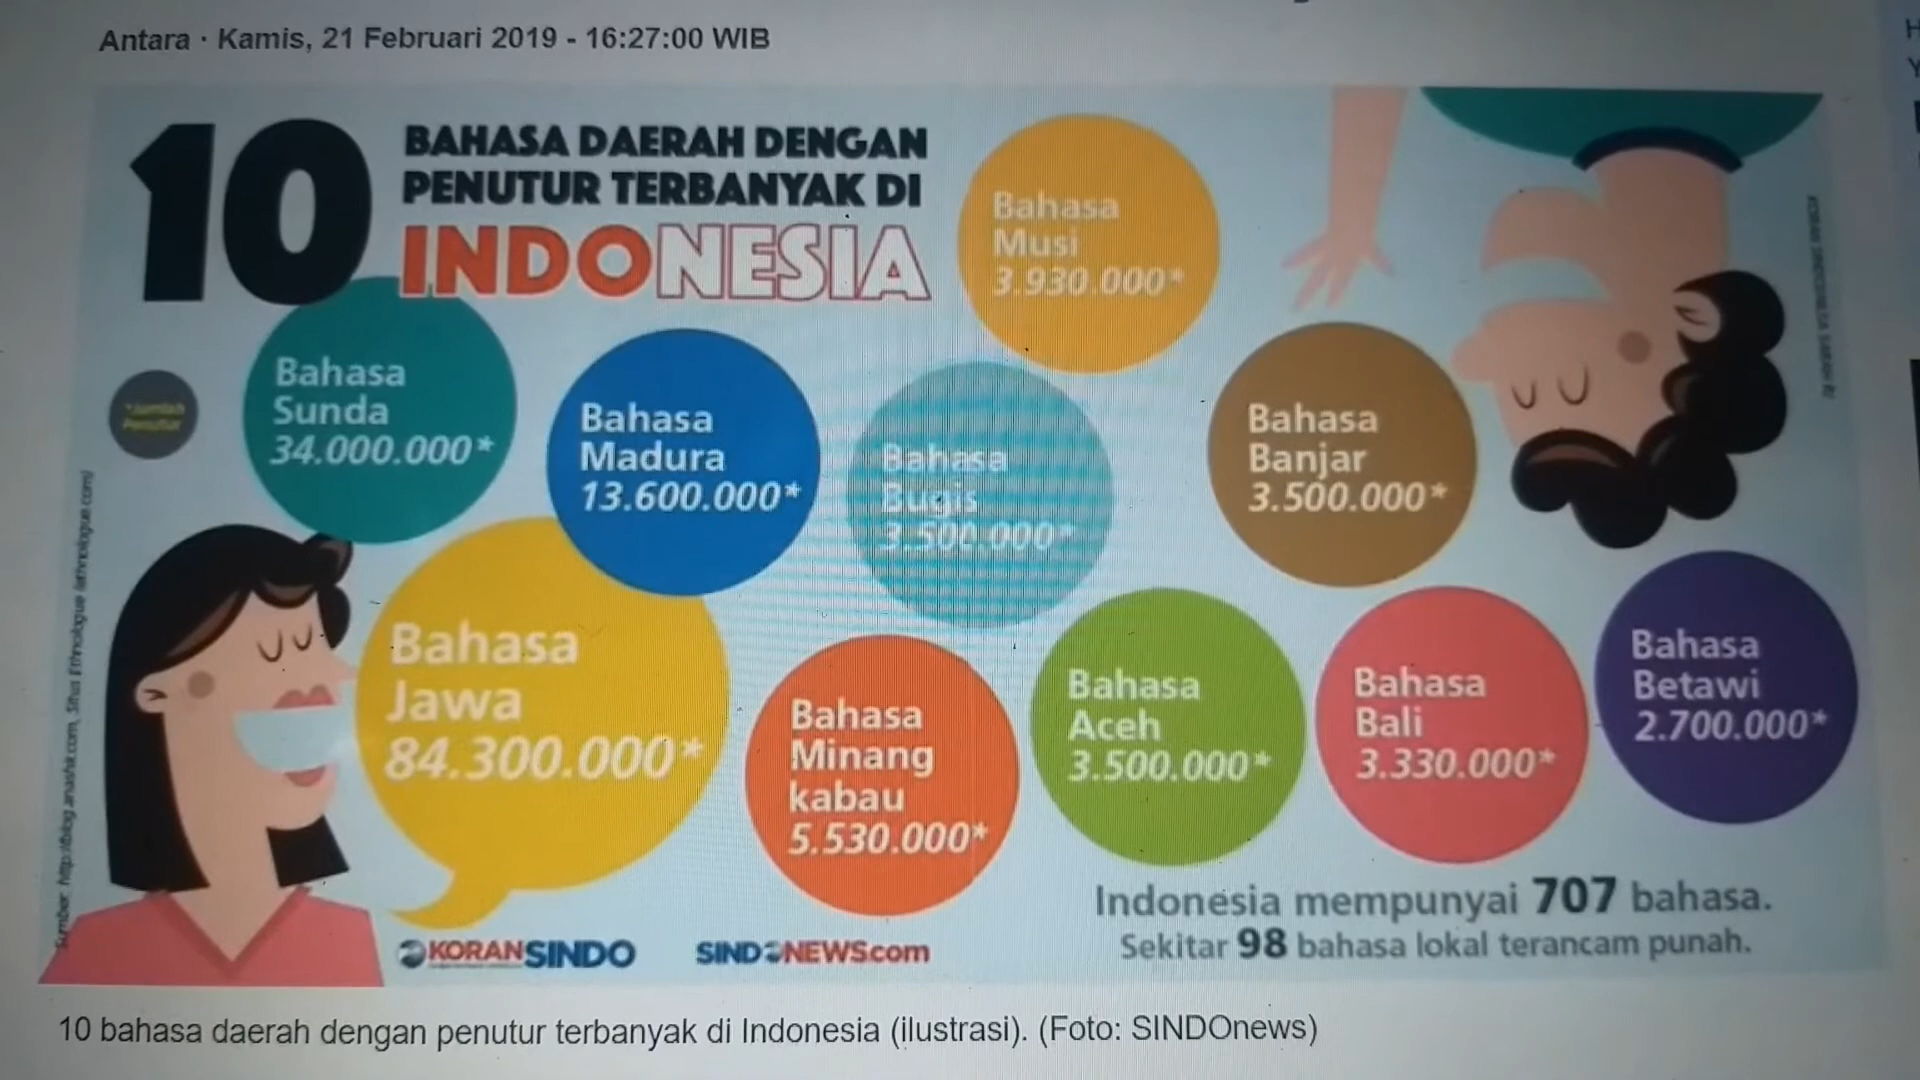 Antara · Kamis, 21 Februari 2019 - 16:27:00 WIB
10
BAHASA DAERAH DENGAN
PENUTUR TERBANYAK DI
INDONESIA
Bahasa
Musi
3.930.000*
*Jumlah
Penutur
Bahasa
Sunda
34.000.000*
Bahasa
Madura
13.600.000*
Bahasa
Bugis
3.500.000*
Bahasa
Banjar
3.500.000*
Bahasa
Jawa
84.300.000*
Bahasa
Minang
kabau
5.530.000*
Bahasa
Aceh
3.500.000*
Bahasa
Bali
3.330.000*
Bahasa
Betawi
2.700.000*
Indonesia mempunyai 707 bahasa.
Sekitar 98 bahasa lokal terancam punah.
KORAN SINDO
SINDONEWS.com
10 bahasa daerah dengan penutur terbanyak di Indonesia (ilustrasi). (Foto: SINDOnews)